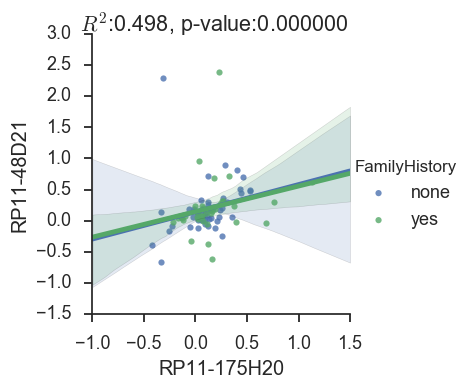 R²:0.498, p-value:0.000000
3.0
2.5
2.0
1.5
1.0
0.5
0.0
−0.5
−1.0
−1.5
RP11-48D21
−1.0 −0.5 0.0 0.5 1.0 1.5
RP11-175H20
FamilyHistory
none
yes